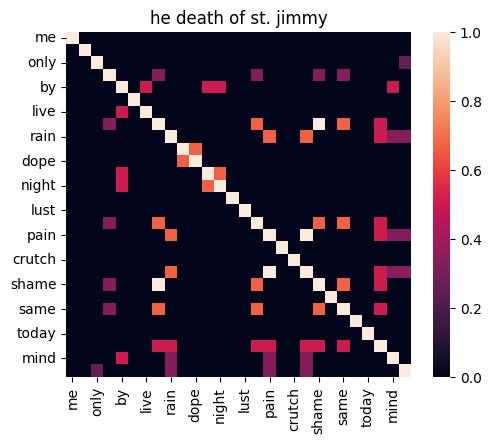 he death of st. jimmy
me
only
by
live
rain
dope
night
lust
pain
crutch
shame
same
today
mind
me
only
by
live
rain
dope
night
lust
pain
crutch
shame
same
today
mind
1.0
0.8
0.6
0.4
0.2
0.0